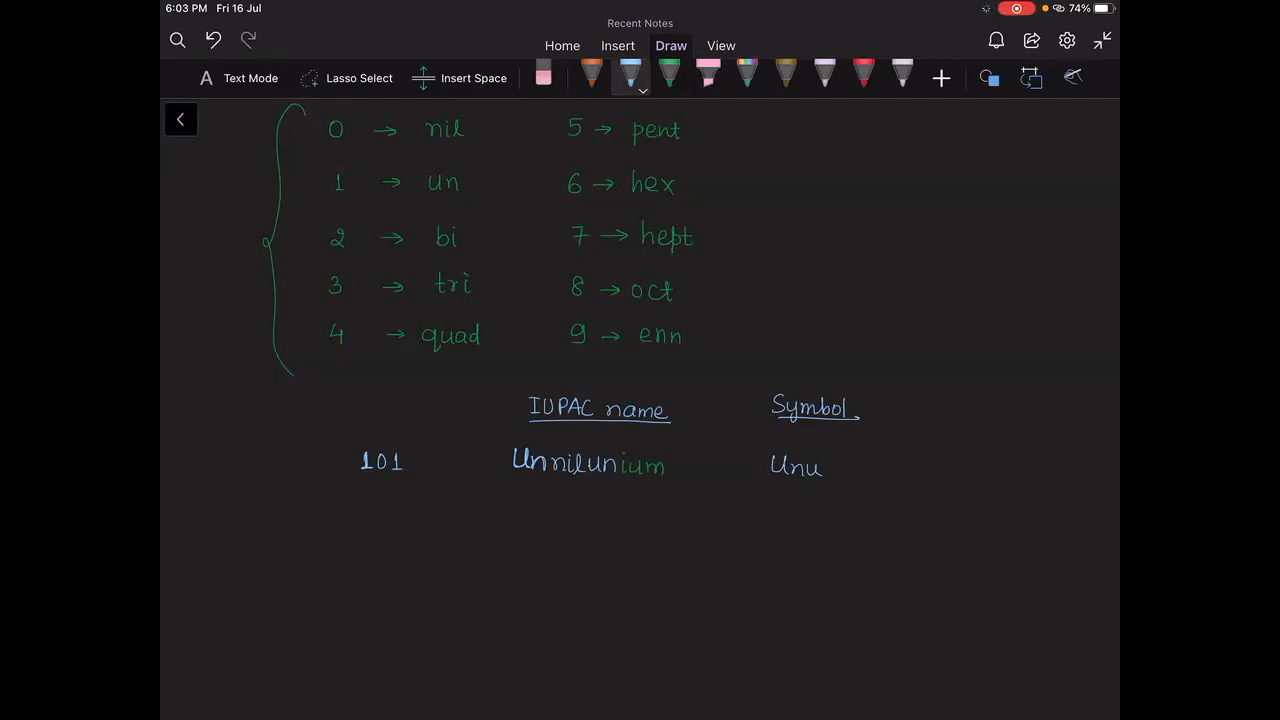 6:03 PM Fri 16 Jul 74%
Recent Notes
Home Insert Draw View
A Text Mode Lasso Select Insert Space
0 → nil 5 → pent
1 → un 6 → hex
2 → bi 7 → hept
3 → tri 8 → oct
4 → quad 9 → enn
IUPAC name Symbol
101 Unnilunium Unu